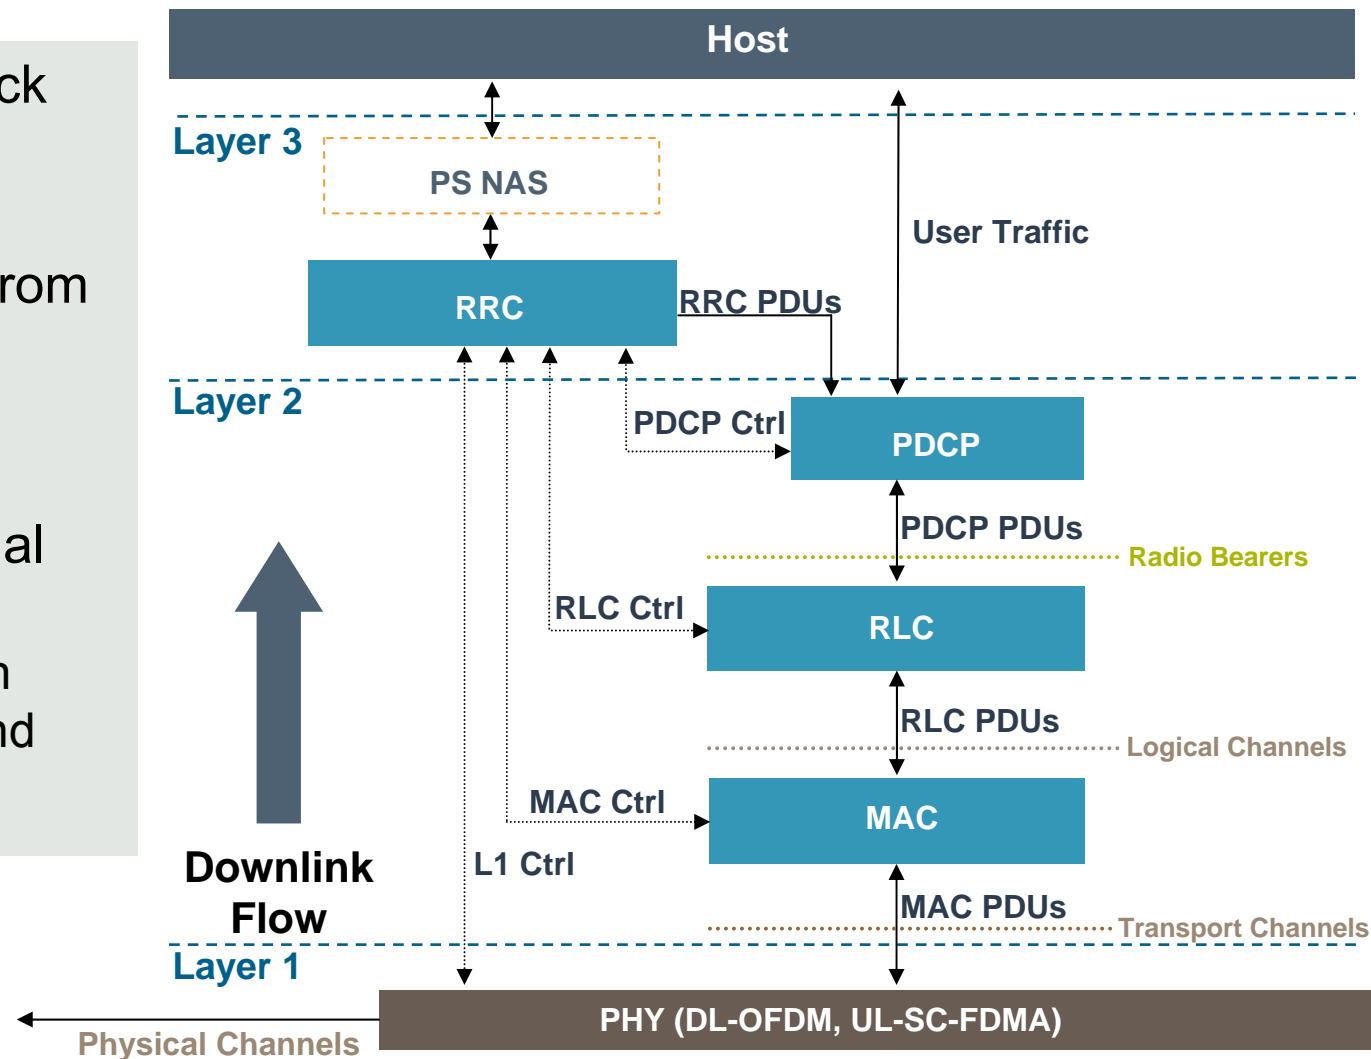 Host
ck
Layer 3
PS NAS
User Traffic
rom
RRC
RRC PDUs
Layer 2
PDCP Ctrl
PDCP
al
PDCP PDUs
Radio Bearers
RLC Ctrl
RLC
n
nd
RLC PDUs
Logical Channels
MAC Ctrl
MAC
Downlink
Flow
L1 Ctrl
MAC PDUs
Transport Channels
Layer 1
PHY (DL-OFDM, UL-SC-FDMA)
Physical Channels